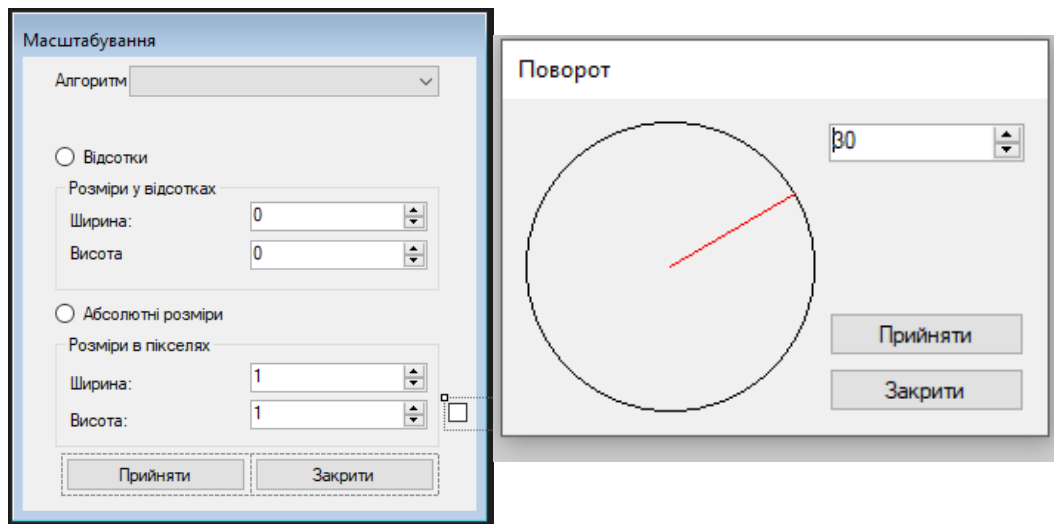 Масштабування
Алгоритм
Відсотки
Розміри у відсотках
Ширина: 0
Висота 0
Абсолютні розміри
Розміри в пікселях
Ширина: 1
Висота: 1
Прийняти Закрити
Поворот
30
Прийняти
Закрити